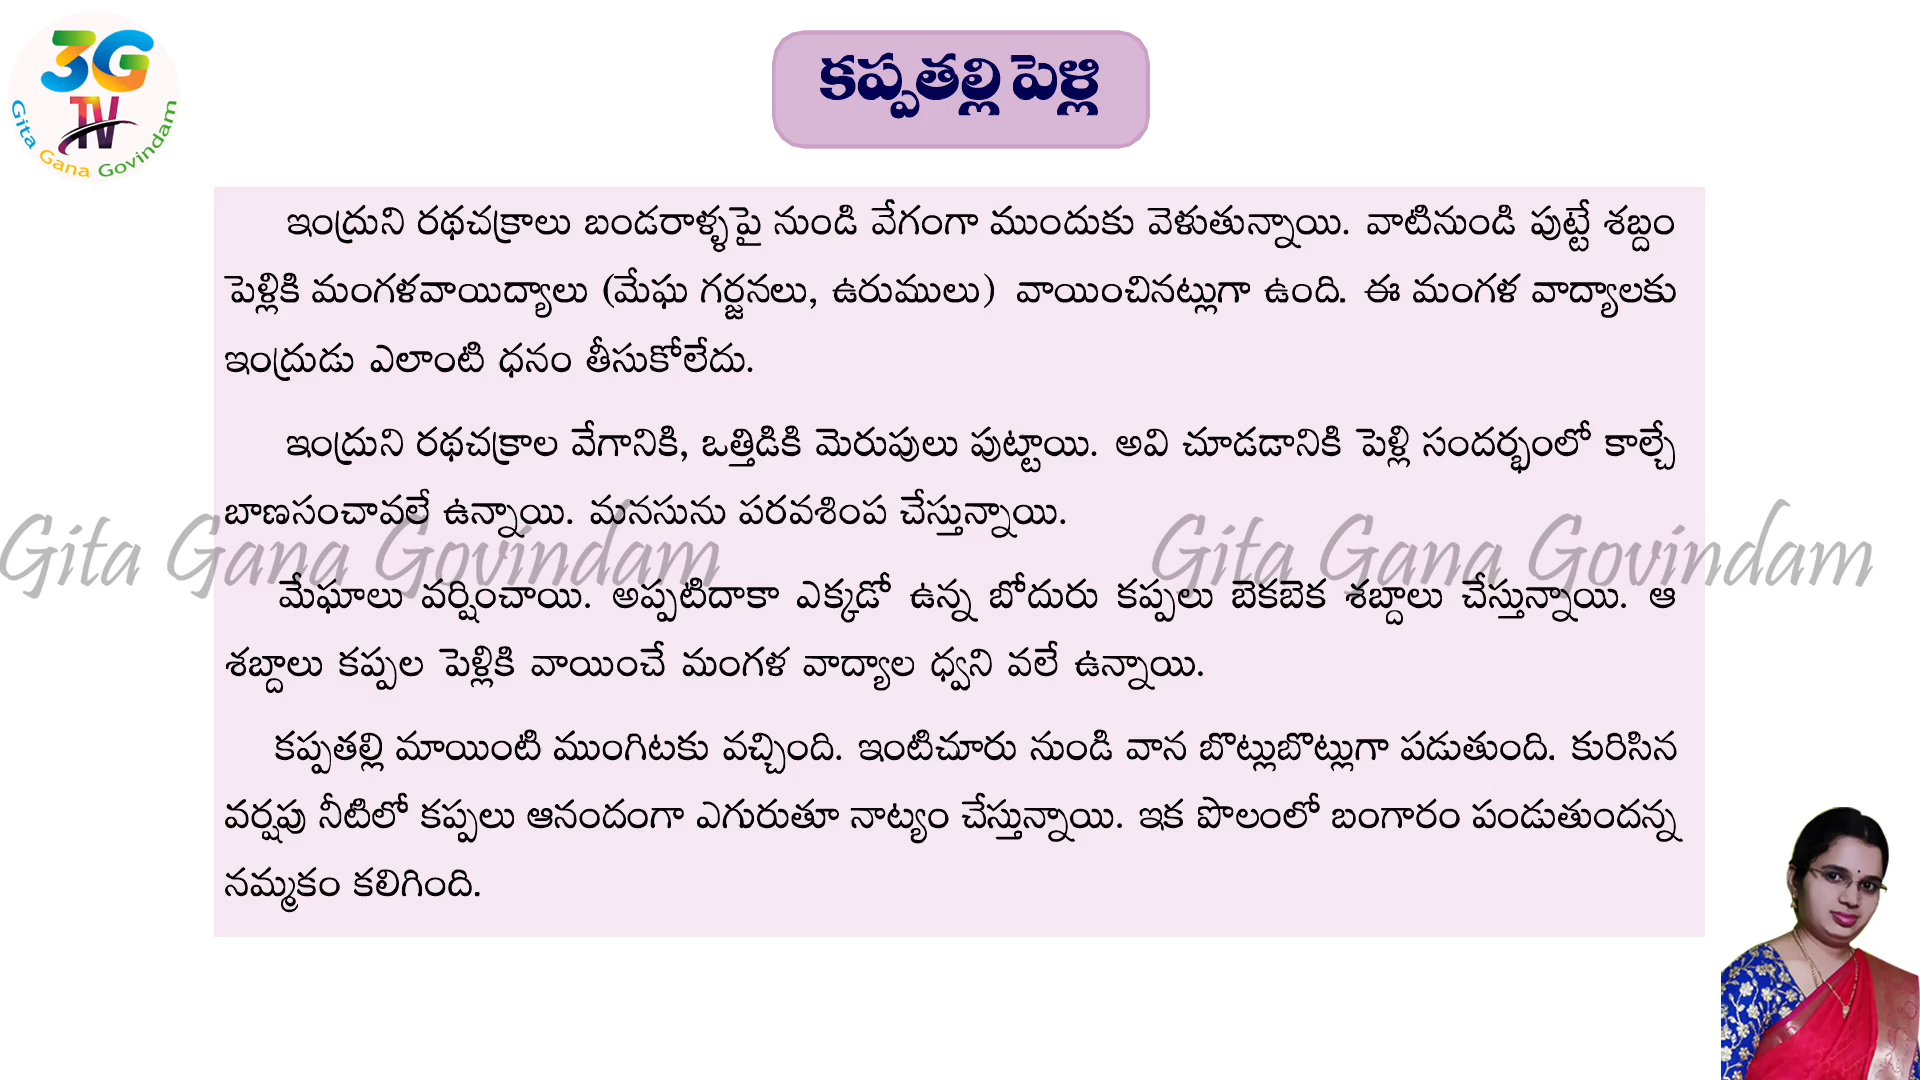 3G
TV
Gita Gana Govindam
కప్పతల్లి పెళ్లి
ఇంద్రుని రథచక్రాలు బండరాళ్ళపై నుండి వేగంగా ముందుకు వెళుతున్నాయి. వాటినుండి పుట్టే శబ్దం
పెళ్లికి మంగళవాయిద్యాలు (మేఘ గర్జనలు, ఉరుములు) వాయించినట్లుగా ఉంది. ఈ మంగళ వాద్యాలకు
ఇంద్రుడు ఎలాంటి ధనం తీసుకోలేదు.
ఇంద్రుని రథచక్రాల వేగానికి, ఒత్తిడికి మెరుపులు పుట్టాయి. అవి చూడడానికి పెళ్లి సందర్భంలో కాల్చే
బాణసంచావలే ఉన్నాయి. మనసును పరవశింప చేస్తున్నాయి.
Gita Gana Govindam Gita Gana Govindam
మేఘాలు వర్షించాయి. అప్పటిదాకా ఎక్కడో ఉన్న బోదురు కప్పలు బెకబెక శబ్దాలు చేస్తున్నాయి. ఆ
శబ్దాలు కప్పల పెళ్లికి వాయించే మంగళ వాద్యాల ధ్వని వలే ఉన్నాయి.
కప్పతల్లి మాయింటి ముంగిటకు వచ్చింది. ఇంటిచూరు నుండి వాన బొట్లుబొట్లుగా పడుతుంది. కురిసిన
వర్షపు నీటిలో కప్పలు ఆనందంగా ఎగురుతూ నాట్యం చేస్తున్నాయి. ఇక పొలంలో బంగారం పండుతుందన్న
నమ్మకం కలిగింది.